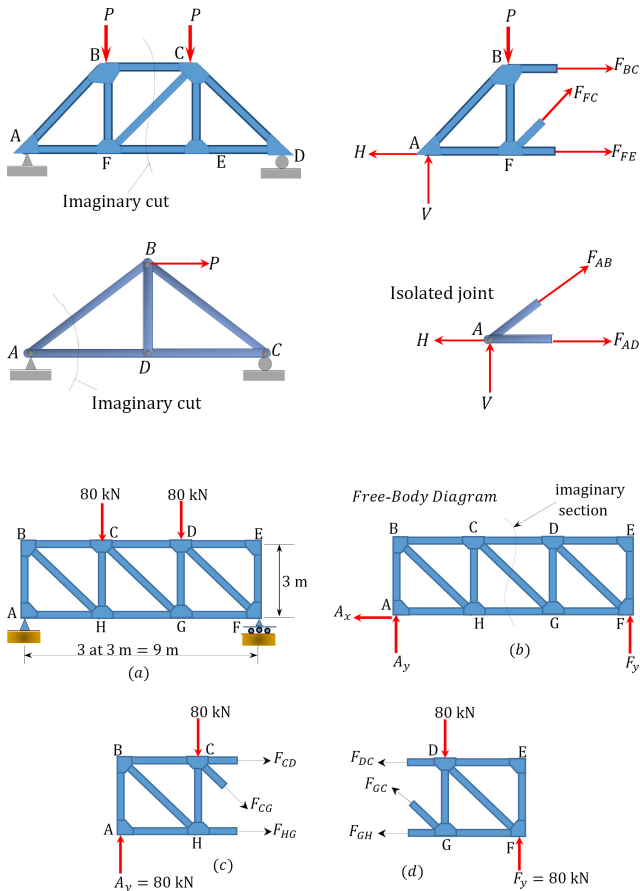 P P
B C
A F E D
Imaginary cut
P
B F_BC
F_FC
H A F F_FE
V
B P
A D C
Imaginary cut
Isolated joint
F_AB
H A F_AD
V
80 kN 80 kN
B C D E
3 m
A H G F
3 at 3 m = 9 m
(a)
Free-Body Diagram
imaginary
section
B C D E
A_x A H G F
A_y (b) F_y
80 kN
B C F_CD
F_CG
A H F_HG
A_y = 80 kN
(c)
80 kN
F_DC D E
F_GC
F_GH G F
(d) F_y = 80 kN